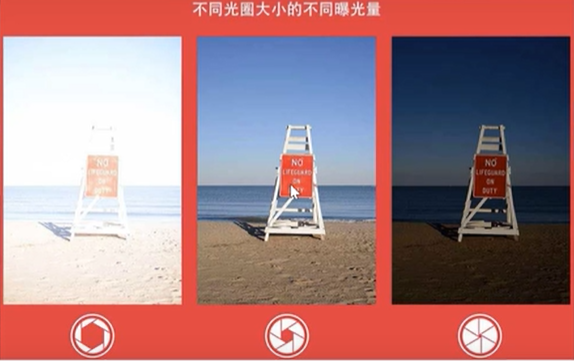 不同光圈大小的不同曝光量
NO
LIFEGUARD
ON
DUTY
NO
LIFEGUARD
ON
DUTY
NO
LIFEGUARD
ON
DUTY